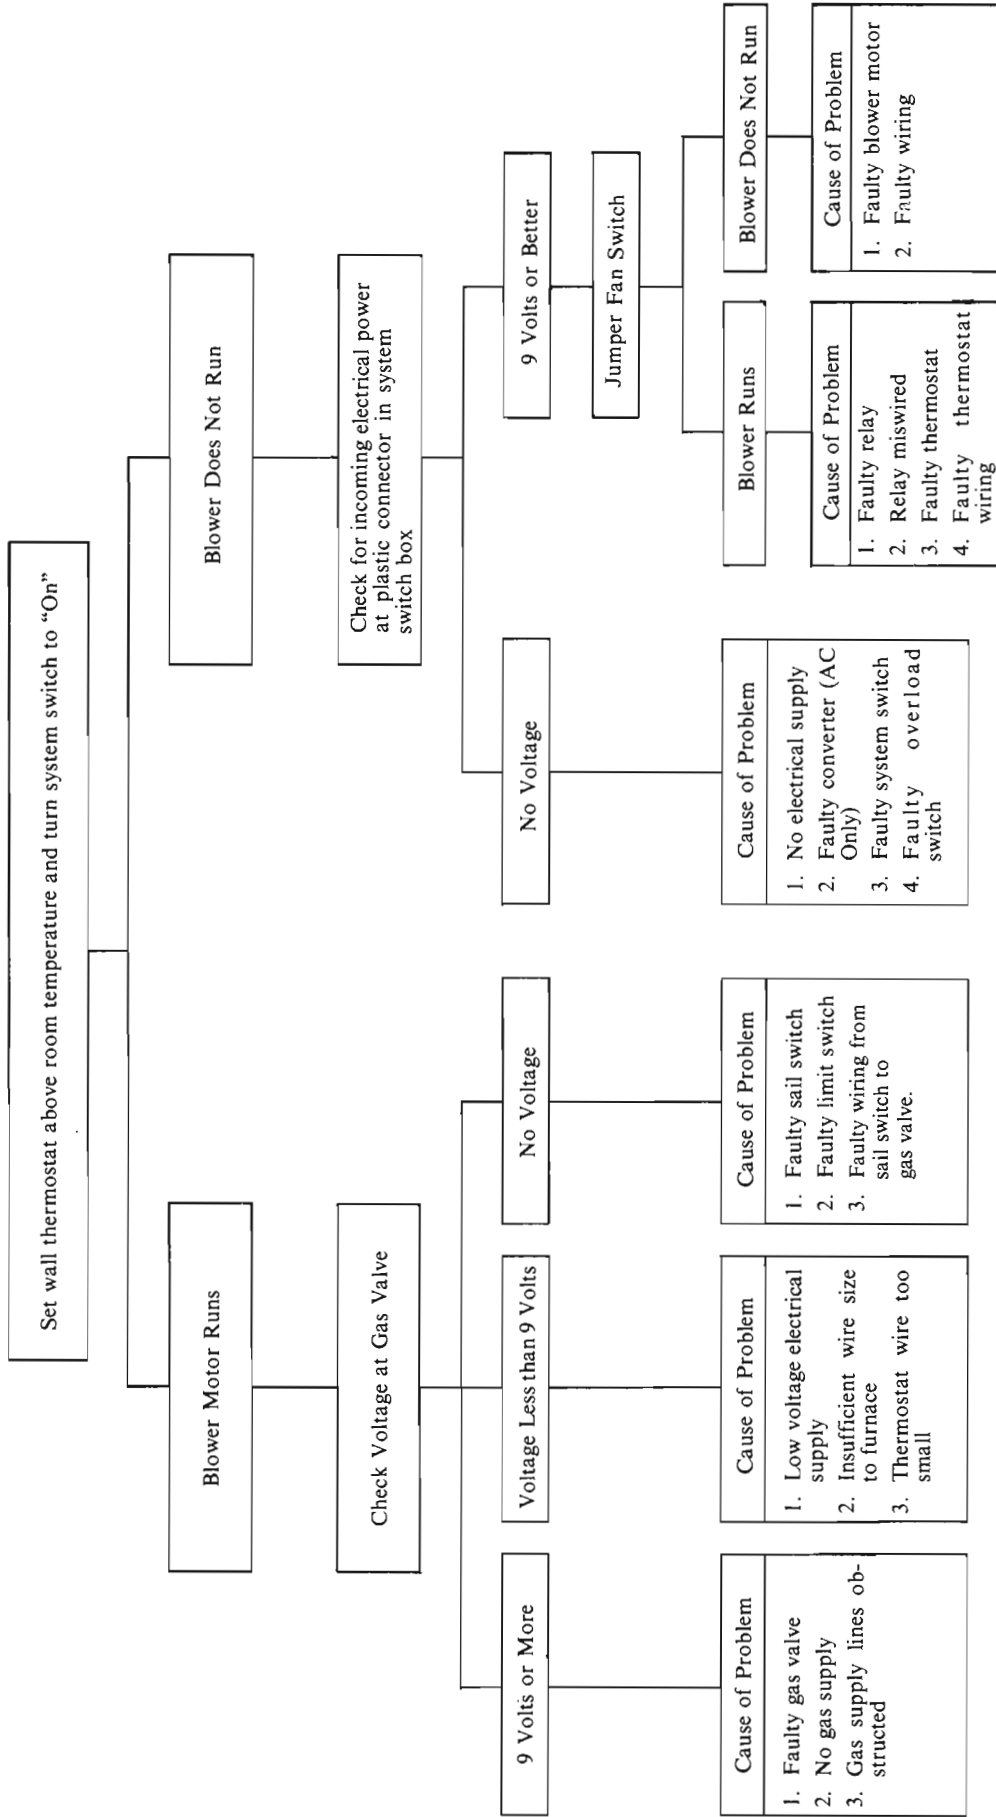 Set wall thermostat above room temperature and turn system switch to “On”
Blower Motor Runs
Check Voltage at Gas Valve
9 Volts or More
Cause of Problem
1. Faulty gas valve
2. No gas supply
3. Gas supply lines ob-
structed
Voltage Less than 9 Volts
Cause of Problem
1. Low voltage electrical
supply
2. Insufficient wire size
to furnace
3. Thermostat wire too
small
No Voltage
Cause of Problem
1. Faulty sail switch
2. Faulty limit switch
3. Faulty wiring from
sail switch to
gas valve.
Blower Does Not Run
Check for incoming electrical power
at plastic connector in system
switch box
No Voltage
Cause of Problem
1. No electrical supply
2. Faulty converter (AC
Only)
3. Faulty system switch
4. Faulty overload
switch
9 Volts or Better
Jumper Fan Switch
Blower Runs
Cause of Problem
1. Faulty relay
2. Relay miswired
3. Faulty thermostat
4. Faulty thermostat
wiring
Blower Does Not Run
Cause of Problem
1. Faulty blower motor
2. Faulty wiring